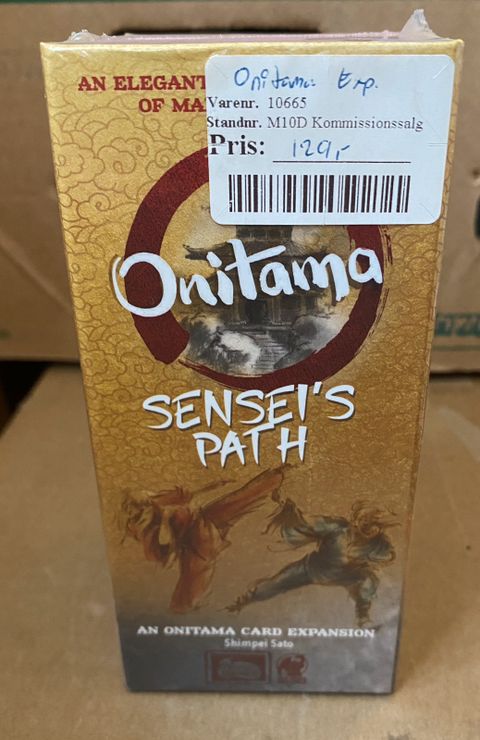 AN ELEGANT
OF MA
Onitama Exp.
Varenr. 10665
Standnr. M10D Kommissionssalg
Pris: 129,-
Onitama
SENSEI'S
PATH
AN ONITAMA CARD EXPANSION
Shimpei Sato